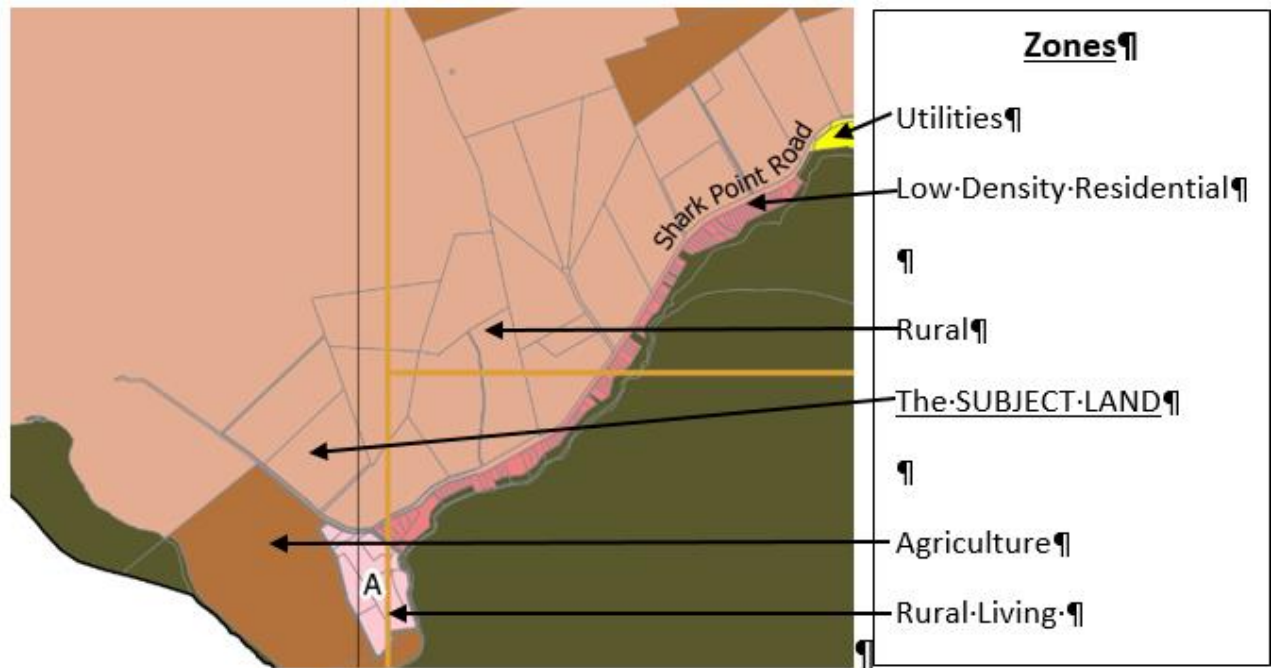 Shark Point Road
A
¶
Zones¶
Utilities¶
Low·Density·Residential¶
¶
Rural¶
The·SUBJECT·LAND¶
¶
Agriculture¶
Rural·Living·¶